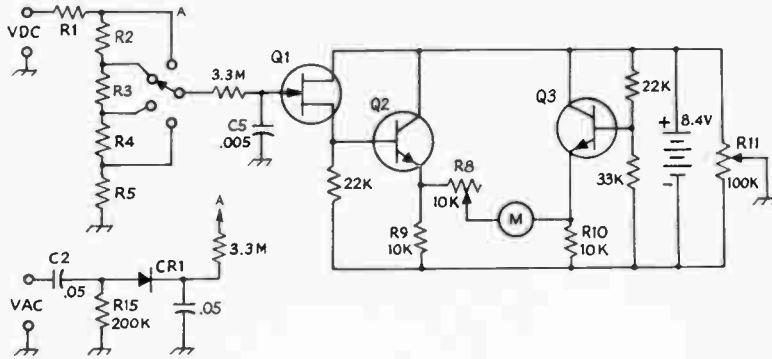 VDC
R1
A
R2
R3
R4
R5
3.3M
C5
.005
Q1
22K
Q2
R8
10K
R9
10K
M
Q3
R10
10K
22K
33K
+
8.4V
-
R11
100K
VAC
C2
.05
R15
200K
CR1
.05
A
3.3M